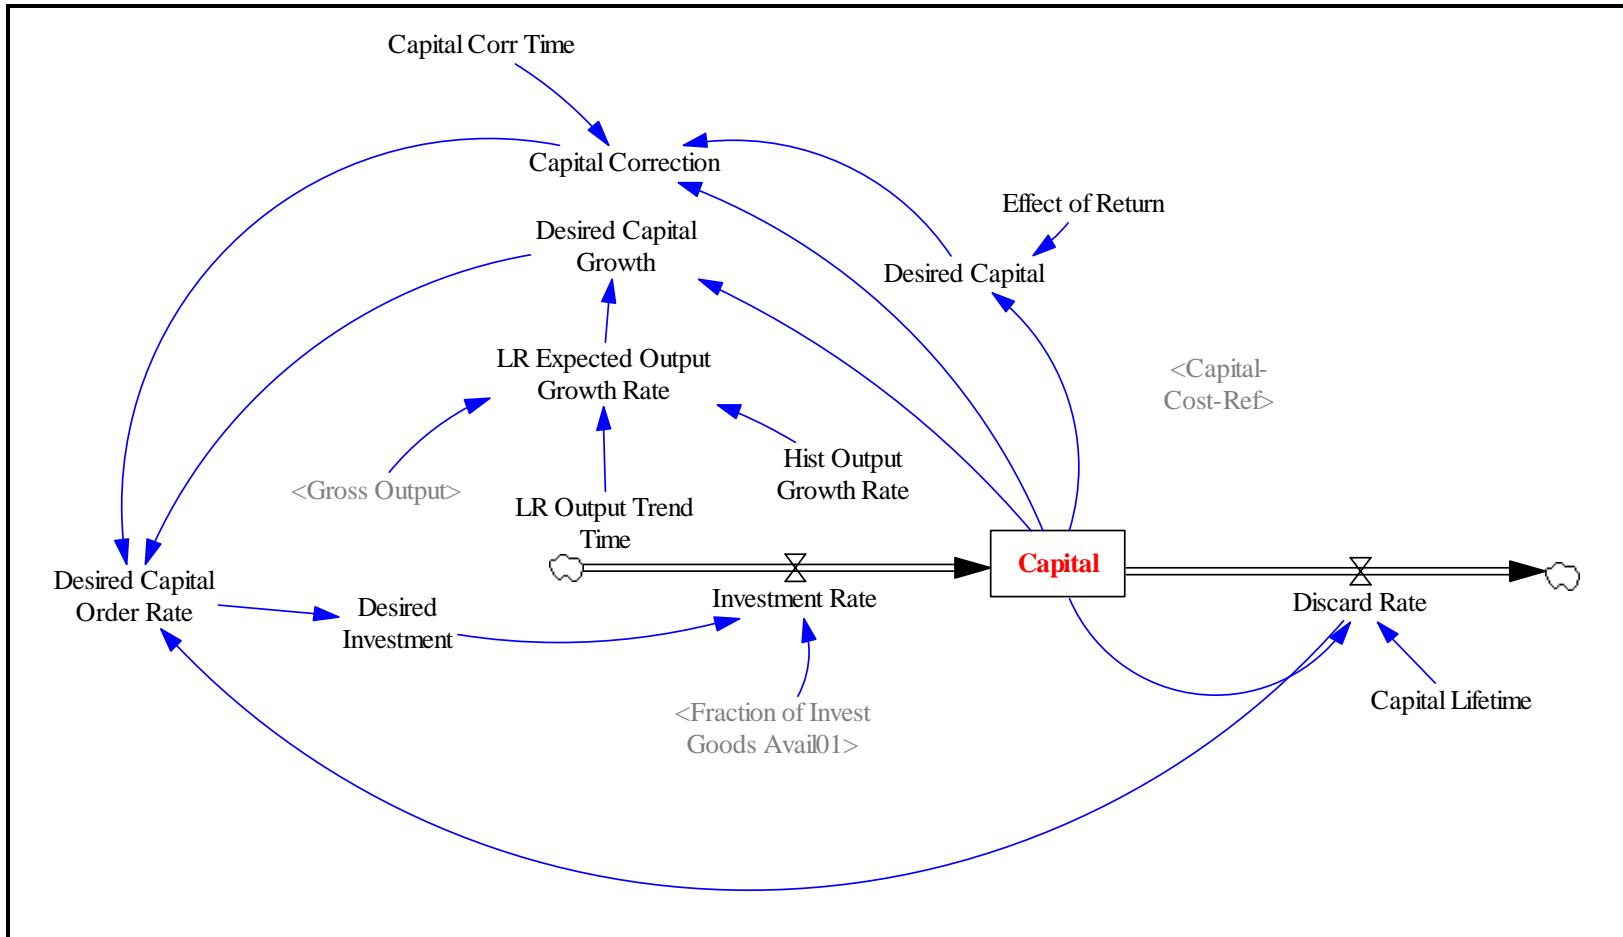 Capital Corr Time
Capital Correction
Effect of Return
Desired Capital
Growth
Desired Capital
LR Expected Output
Growth Rate
<Capital-
Cost-Ref>
Hist Output
Growth Rate
<Gross Output>
LR Output Trend
Time
Capital
Desired Capital
Order Rate
Desired
Investment
Investment Rate
Discard Rate
<Fraction of Invest
Goods Avail01>
Capital Lifetime